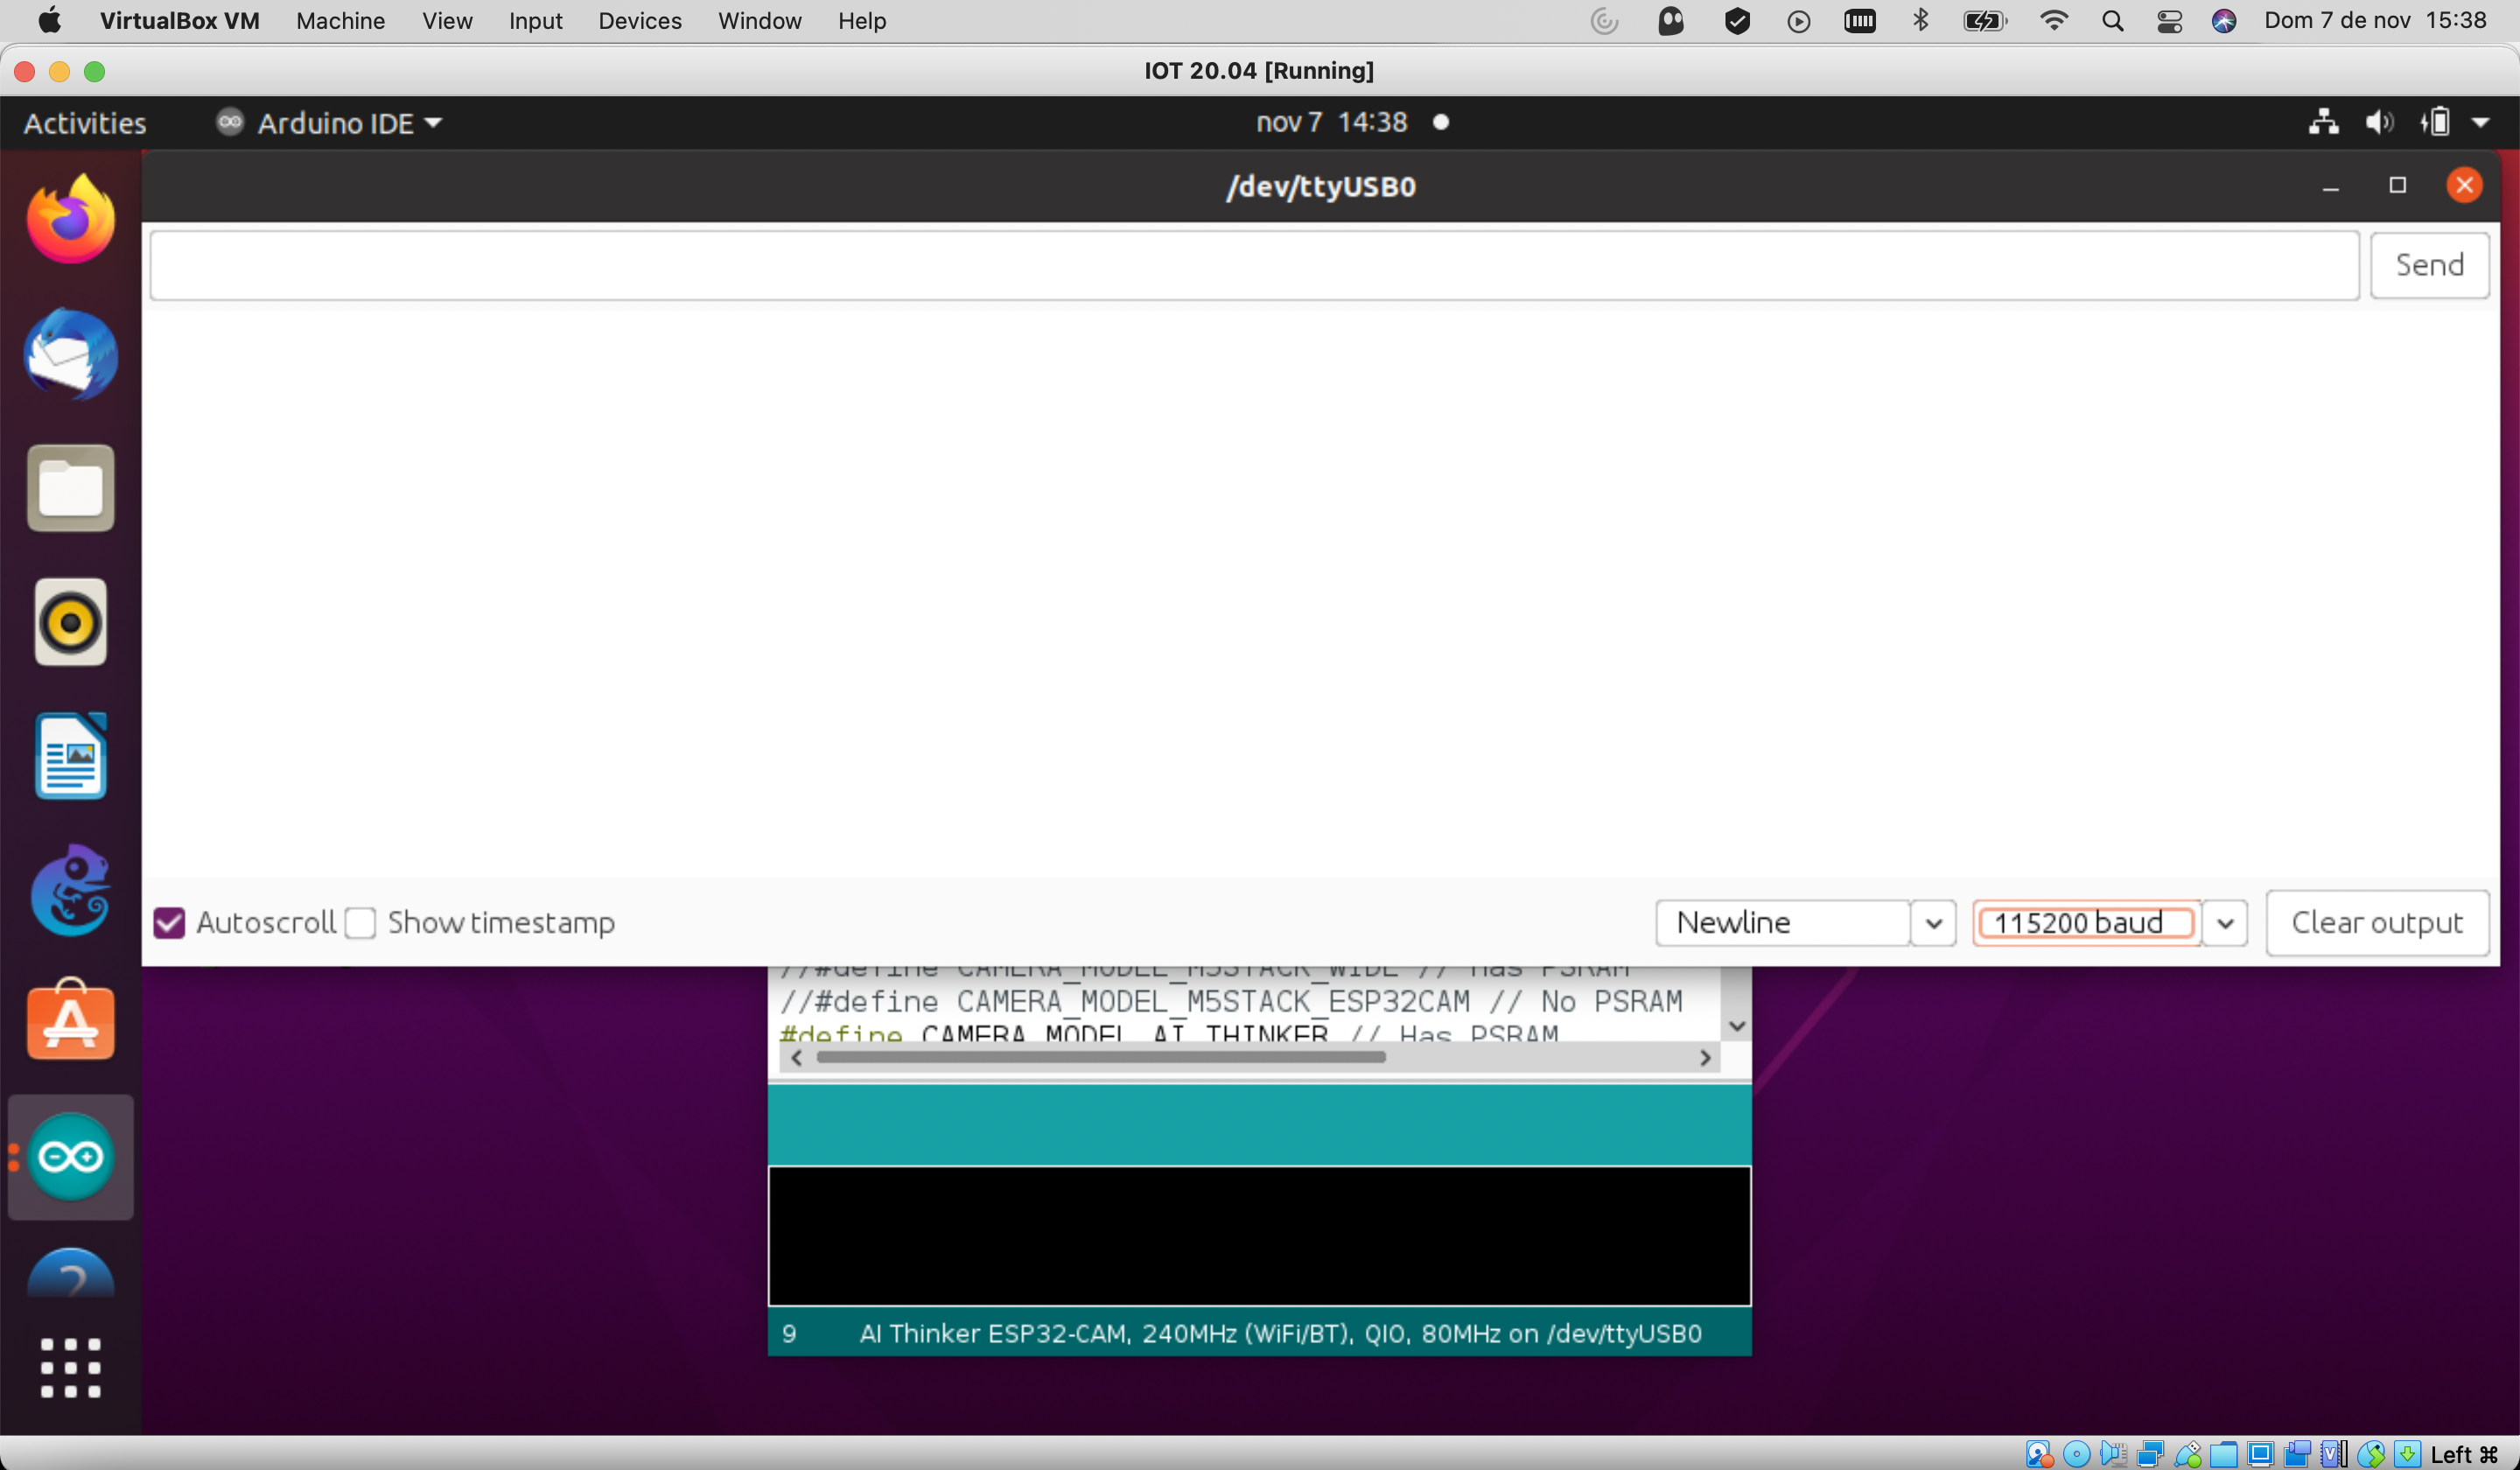 VirtualBox VM Machine View Input Devices Window Help Dom 7 de nov 15:38
IOT 20.04 [Running]
Activities Arduino IDE nov 7 14:38
/dev/ttyUSB0
Send
Autoscroll Show timestamp Newline 115200 baud Clear output
//#define CAMERA_MODEL_M5STACK_WIDE // Has PSRAM
//#define CAMERA_MODEL_M5STACK_ESP32CAM // No PSRAM
#define CAMERA_MODEL_AI_THINKER // Has PSRAM
9 AI Thinker ESP32-CAM, 240MHz (WiFi/BT), QIO, 80MHz on /dev/ttyUSB0
Left ⌘